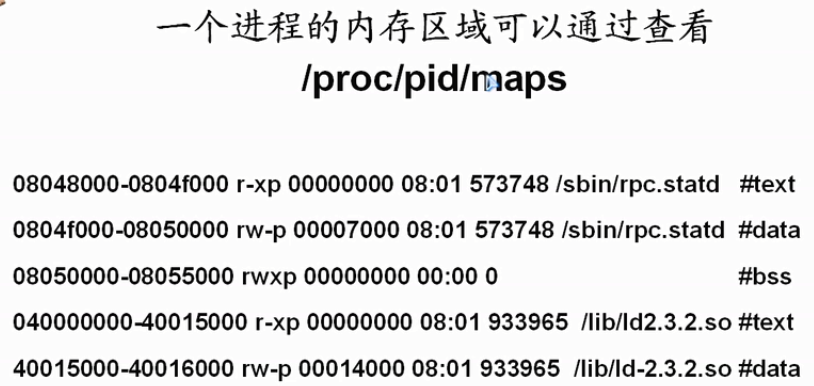 一个进程的内存区域可以通过查看
/proc/pid/maps
08048000-0804f000 r-xp 00000000 08:01 573748 /sbin/rpc.statd #text
0804f000-08050000 rw-p 00007000 08:01 573748 /sbin/rpc.statd #data
08050000-08055000 rwxp 00000000 00:00 0 #bss
040000000-40015000 r-xp 00000000 08:01 933965 /lib/ld2.3.2.so #text
40015000-40016000 rw-p 00014000 08:01 933965 /lib/ld-2.3.2.so #data